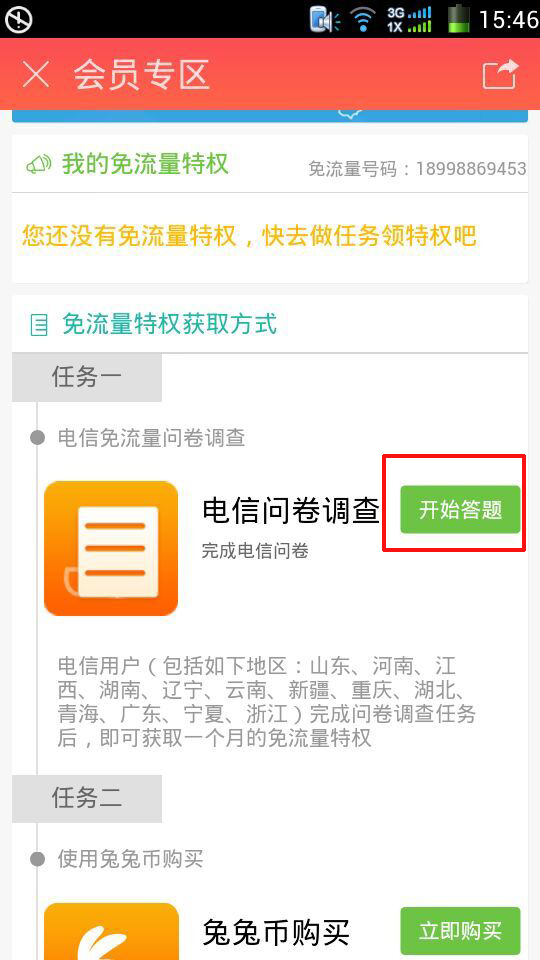 3G
1X
15:46
会员专区
我的免流量特权
免流量号码：18998869453
您还没有免流量特权，快去做任务领特权吧
免流量特权获取方式
任务一
电信免流量问卷调查
电信问卷调查
开始答题
完成电信问卷
电信用户（包括如下地区：山东、河南、江
西、湖南、辽宁、云南、新疆、重庆、湖北、
青海、广东、宁夏、浙江）完成问卷调查任务
后，即可获取一个月的免流量特权
任务二
使用兔兔币购买
兔兔币购买
立即购买